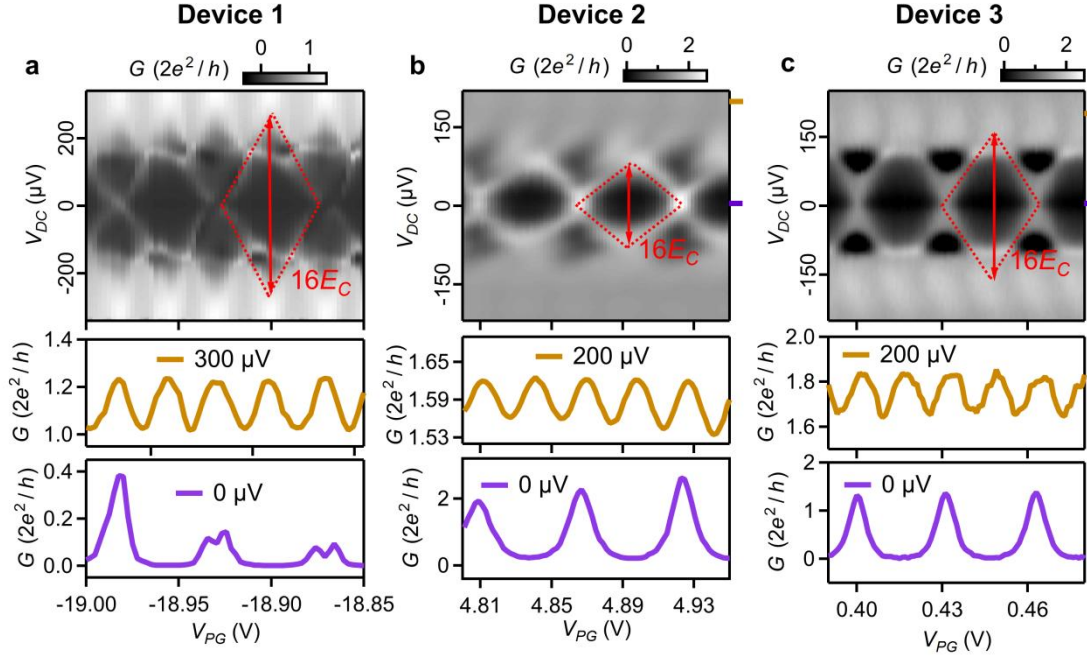 Device 1
Device 2
Device 3
a
G (2e²/h)
0 1
V_DC (µV)
200
0
-200
16E_C
b
G (2e²/h)
0 2
V_DC (µV)
150
0
-150
16E_C
c
G (2e²/h)
0 2
V_DC (µV)
150
0
-150
16E_C
G (2e²/h)
1.4
1.2
1.0
300 µV
G (2e²/h)
1.65
1.59
1.53
200 µV
G (2e²/h)
2.0
1.8
1.6
200 µV
G (2e²/h)
0.4
0.2
0.0
0 µV
-19.00 -18.95 -18.90 -18.85
V_PG (V)
G (2e²/h)
2
0
0 µV
4.81 4.85 4.89 4.93
V_PG (V)
G (2e²/h)
2
1
0
0 µV
0.40 0.43 0.46
V_PG (V)